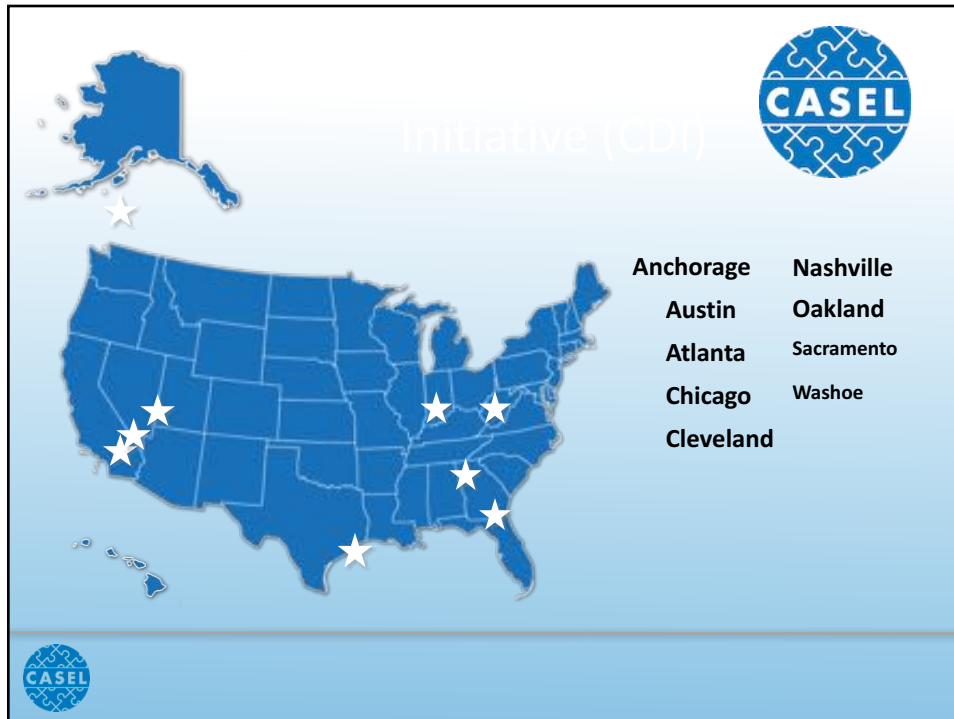 CASEL
Initiative (CDI)
Anchorage
Austin
Atlanta
Chicago
Cleveland
Nashville
Oakland
Sacramento
Washoe
CASEL